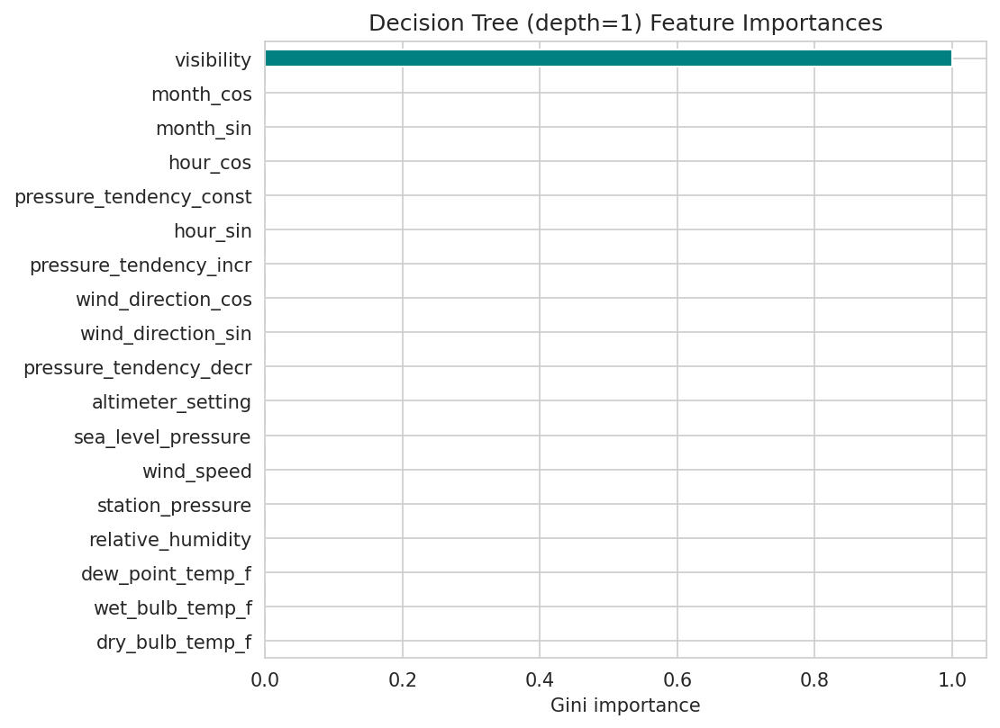 Decision Tree (depth=1) Feature Importances
visibility
month_cos
month_sin
hour_cos
pressure_tendency_const
hour_sin
pressure_tendency_incr
wind_direction_cos
wind_direction_sin
pressure_tendency_decr
altimeter_setting
sea_level_pressure
wind_speed
station_pressure
relative_humidity
dew_point_temp_f
wet_bulb_temp_f
dry_bulb_temp_f
0.0 0.2 0.4 0.6 0.8 1.0
Gini importance